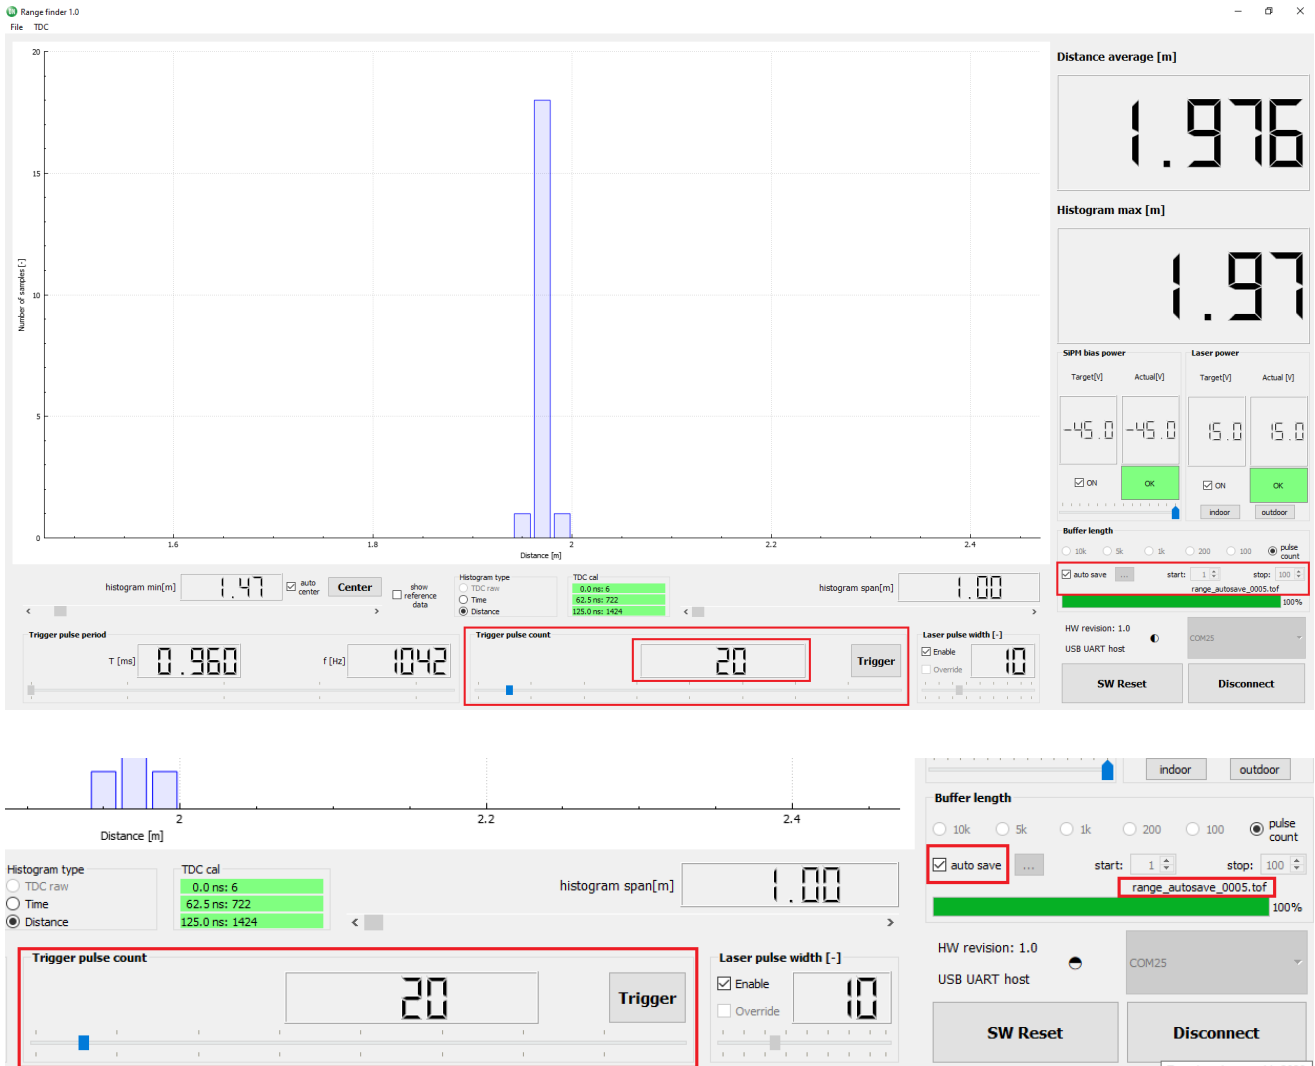 Range finder 1.0
File TDC
20
15
10
5
0
Number of samples [-]
1.6 1.8 2 2.2 2.4
Distance [m]
Distance average [m]
1.976
Histogram max [m]
1.97
SiPM bias power Laser power
Target[V] Actual[V] Target[V] Actual [V]
-45.0 -45.0 15.0 15.0
ON OK ON OK
indoor outdoor
Buffer length
10k 5k 1k 200 100 pulse count
auto save ... start: 1 stop: 100
range_autosave_0005.tof
100%
histogram min[m] 1.47 auto center Center show reference data
Histogram type
TDC raw
Time
Distance
TDC cal
0.0 ns: 6
62.5 ns: 722
125.0 ns: 1424
histogram span[m] 1.00
< > < >
Trigger pulse period
T [ms] 0.960 f [Hz] 1042
Trigger pulse count
20 Trigger
Laser pulse width [-]
Enable
Override
10
HW revision: 1.0
USB UART host
COM25
SW Reset Disconnect
2 2.2 2.4
Distance [m]
Histogram type
TDC raw
Time
Distance
TDC cal
0.0 ns: 6
62.5 ns: 722
125.0 ns: 1424
histogram span[m] 1.00
< >
Trigger pulse count
20 Trigger
Laser pulse width [-]
Enable
Override
10
indoor outdoor
Buffer length
10k 5k 1k 200 100 pulse count
auto save ... start: 1 stop: 100
range_autosave_0005.tof
100%
HW revision: 1.0
USB UART host
COM25
SW Reset Disconnect